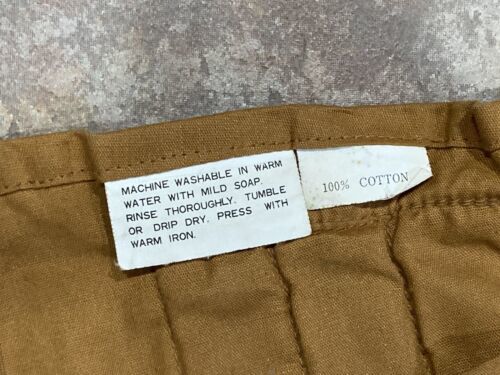 MACHINE WASHABLE IN WARM
WATER WITH MILD SOAP.
RINSE THOROUGHLY. TUMBLE
OR DRIP DRY. PRESS WITH
WARM IRON.
100% COTTON